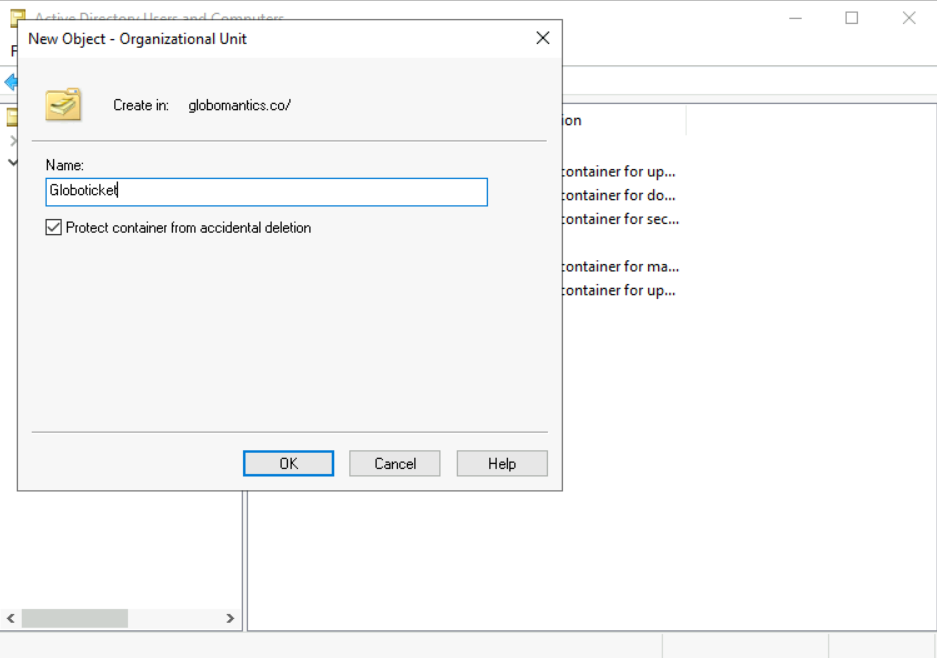 Active Directory Users and Computers
New Object - Organizational Unit
F
Create in: globomantics.co/
ion
Name:
container for up...
Globoticket
container for do...
container for sec...
Protect container from accidental deletion
container for ma...
container for up...
OK Cancel Help